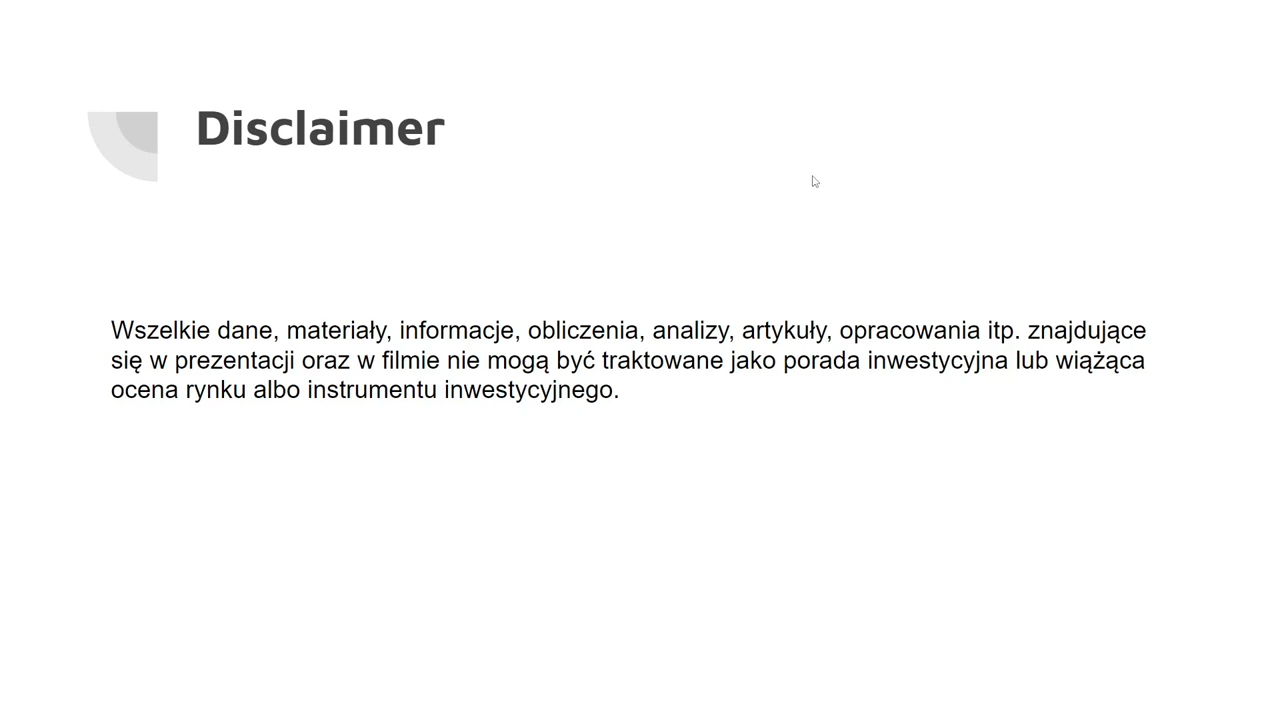 Disclaimer
Wszelkie dane, materiały, informacje, obliczenia, analizy, artykuły, opracowania itp. znajdujące
się w prezentacji oraz w filmie nie mogą być traktowane jako porada inwestycyjna lub wiążąca
ocena rynku albo instrumentu inwestycyjnego.